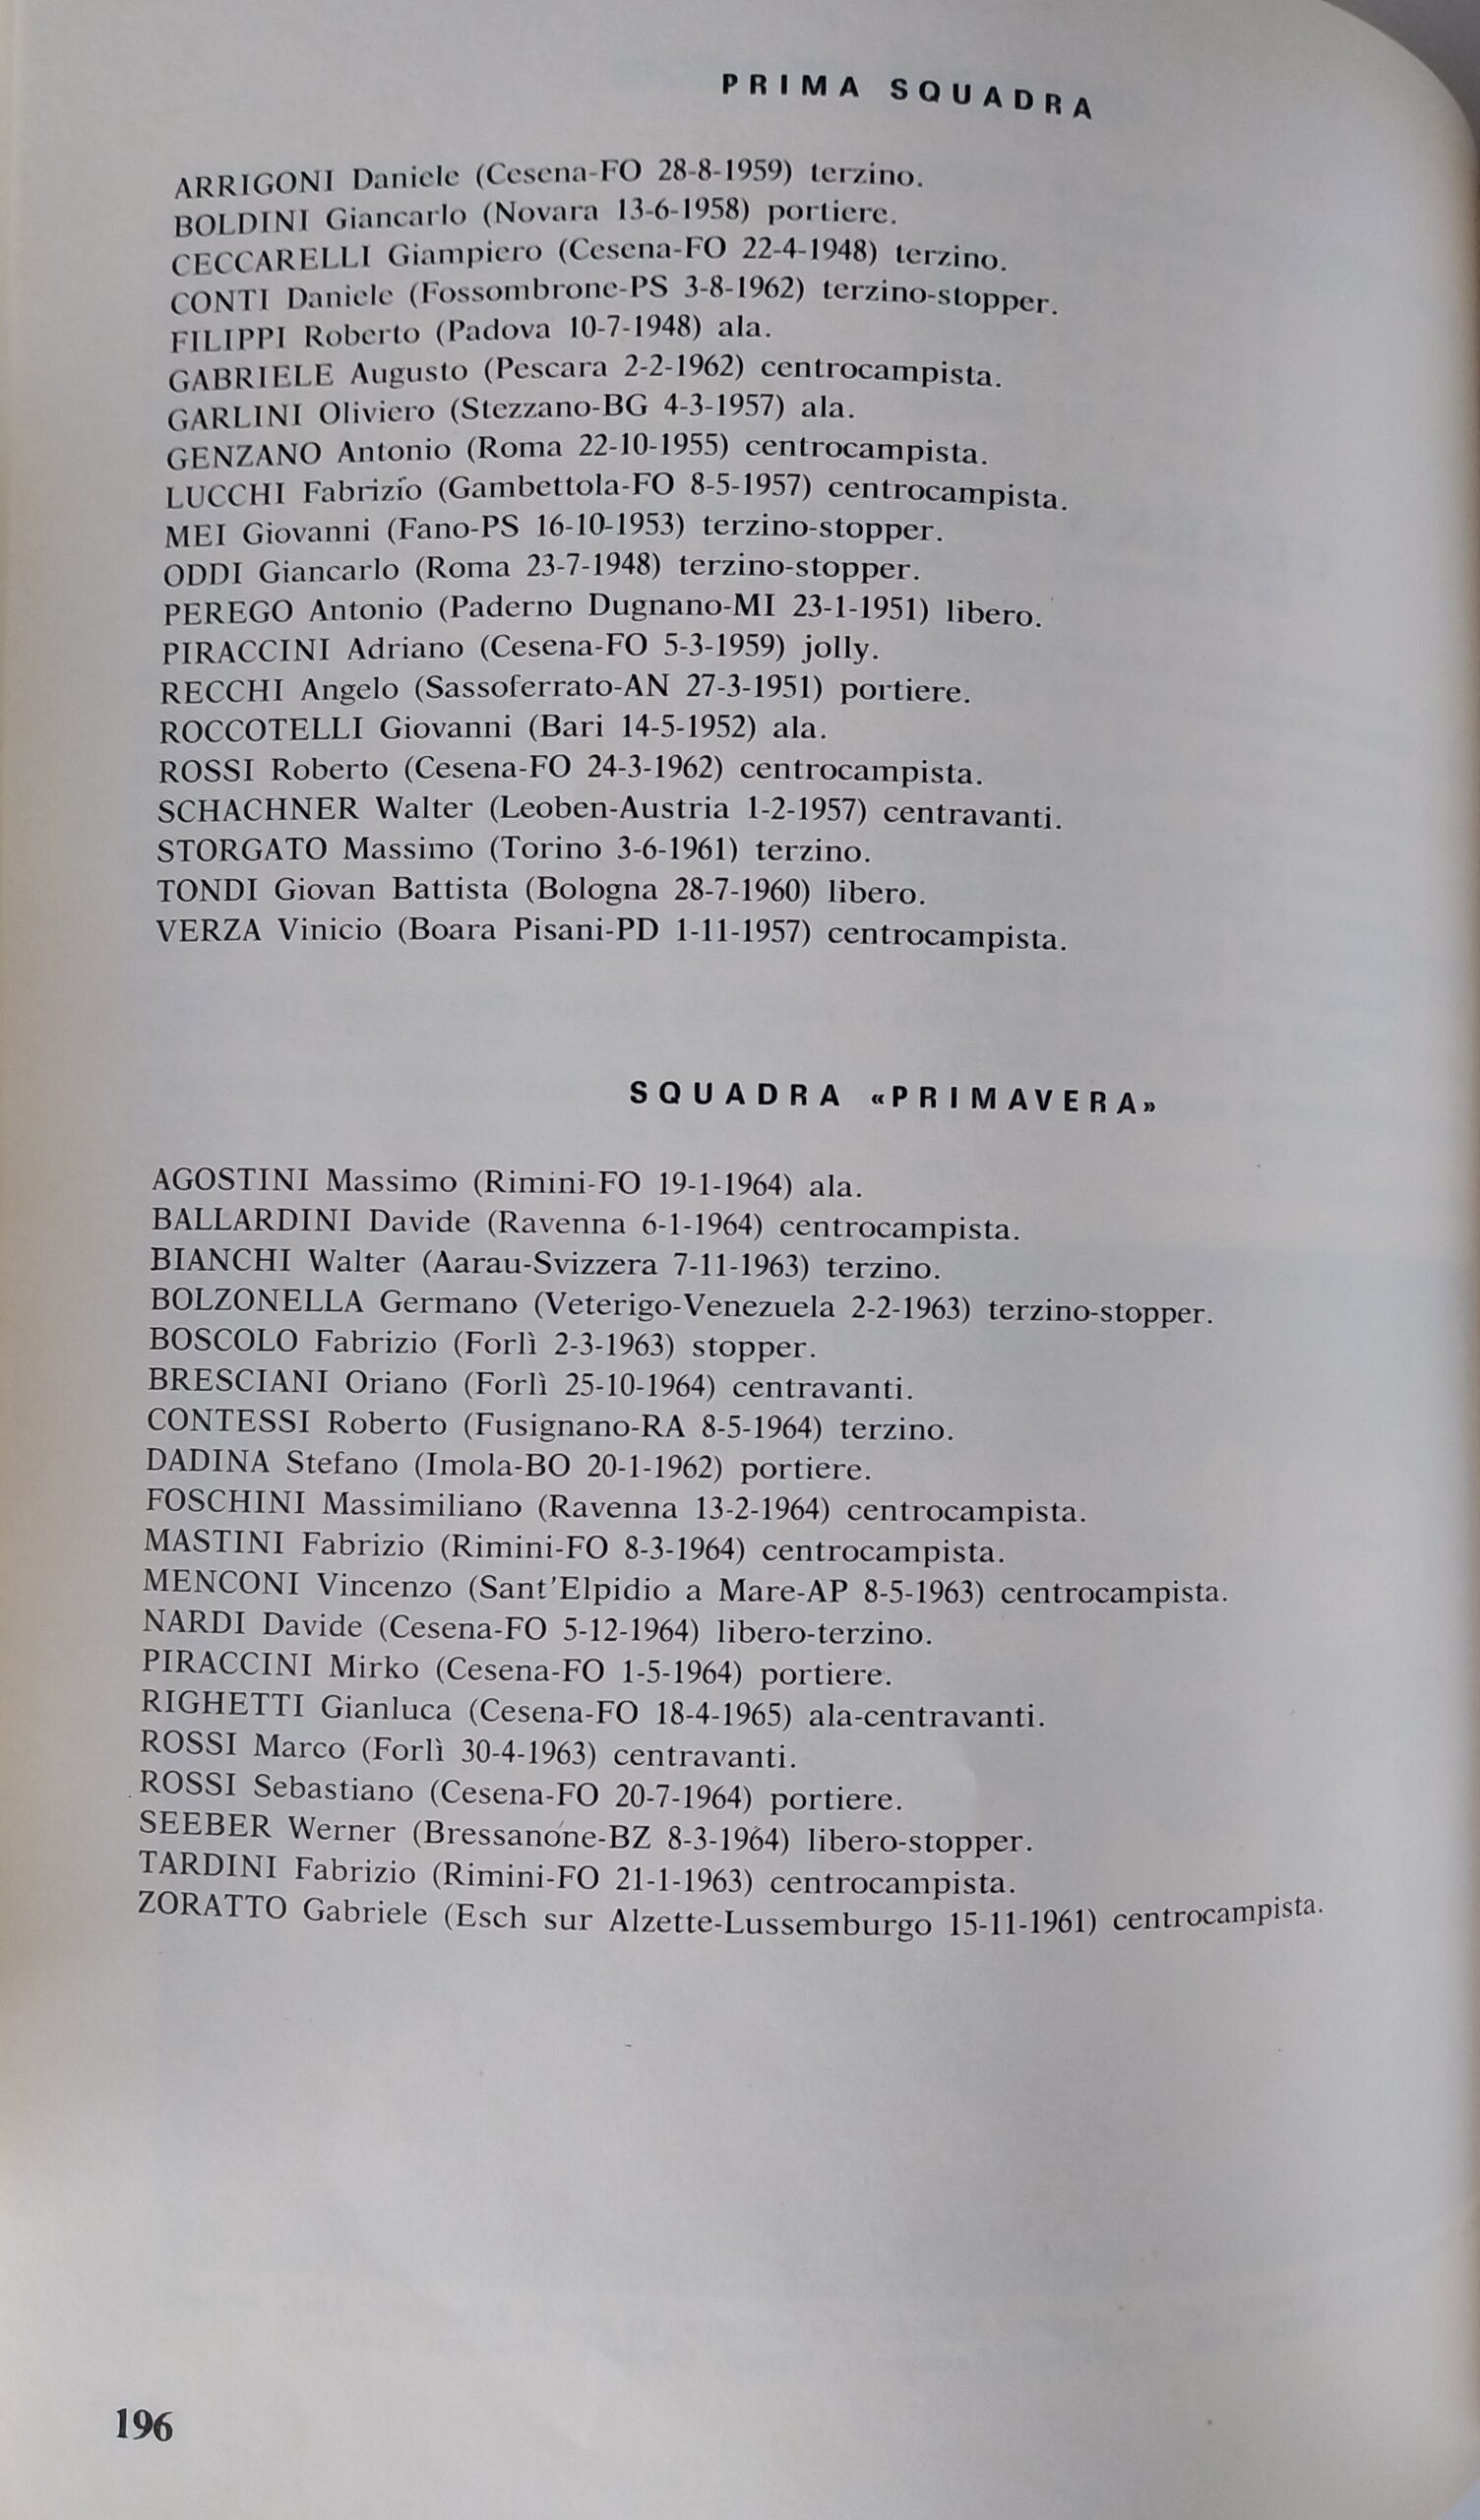 PRIMA SQUADRA
ARRIGONI Daniele (Cesena-FO 28-8-1959) terzino.
BOLDINI Giancarlo (Novara 13-6-1958) portiere.
CECCARELLI Giampiero (Cesena-FO 22-4-1948) terzino.
CONTI Daniele (Fossombrone-PS 3-8-1962) terzino-stopper.
FILIPPI Roberto (Padova 10-7-1948) ala.
GABRIELE Augusto (Pescara 2-2-1962) centrocampista.
GARLINI Oliviero (Stezzano-BG 4-3-1957) ala.
GENZANO Antonio (Roma 22-10-1955) centrocampista.
LUCCHI Fabrizio (Gambettola-FO 8-5-1957) centrocampista.
MEI Giovanni (Fano-PS 16-10-1953) terzino-stopper.
ODDI Giancarlo (Roma 23-7-1948) terzino-stopper.
PEREGO Antonio (Paderno Dugnano-MI 23-1-1951) libero.
PIRACCINI Adriano (Cesena-FO 5-3-1959) jolly.
RECCHI Angelo (Sassoferrato-AN 27-3-1951) portiere.
ROCCOTELLI Giovanni (Bari 14-5-1952) ala.
ROSSI Roberto (Cesena-FO 24-3-1962) centrocampista.
SCHACHNER Walter (Leoben-Austria 1-2-1957) centravanti.
STORGATO Massimo (Torino 3-6-1961) terzino.
TONDI Giovan Battista (Bologna 28-7-1960) libero.
VERZA Vinicio (Boara Pisani-PD 1-11-1957) centrocampista.
SQUADRA «PRIMAVERA»
AGOSTINI Massimo (Rimini-FO 19-1-1964) ala.
BALLARDINI Davide (Ravenna 6-1-1964) centrocampista.
BIANCHI Walter (Aarau-Svizzera 7-11-1963) terzino.
BOLZONELLA Germano (Veterigo-Venezuela 2-2-1963) terzino-stopper.
BOSCOLO Fabrizio (Forlì 2-3-1963) stopper.
BRESCIANI Oriano (Forlì 25-10-1964) centravanti.
CONTESSI Roberto (Fusignano-RA 8-5-1964) terzino.
DADINA Stefano (Imola-BO 20-1-1962) portiere.
FOSCHINI Massimiliano (Ravenna 13-2-1964) centrocampista.
MASTINI Fabrizio (Rimini-FO 8-3-1964) centrocampista.
MENCONI Vincenzo (Sant'Elpidio a Mare-AP 8-5-1963) centrocampista.
NARDI Davide (Cesena-FO 5-12-1964) libero-terzino.
PIRACCINI Mirko (Cesena-FO 1-5-1964) portiere.
RIGHETTI Gianluca (Cesena-FO 18-4-1965) ala-centravanti.
ROSSI Marco (Forlì 30-4-1963) centravanti.
ROSSI Sebastiano (Cesena-FO 20-7-1964) portiere.
SEEBER Werner (Bressanone-BZ 8-3-1964) libero-stopper.
TARDINI Fabrizio (Rimini-FO 21-1-1963) centrocampista.
ZORATTO Gabriele (Esch sur Alzette-Lussemburgo 15-11-1961) centrocampista.
196